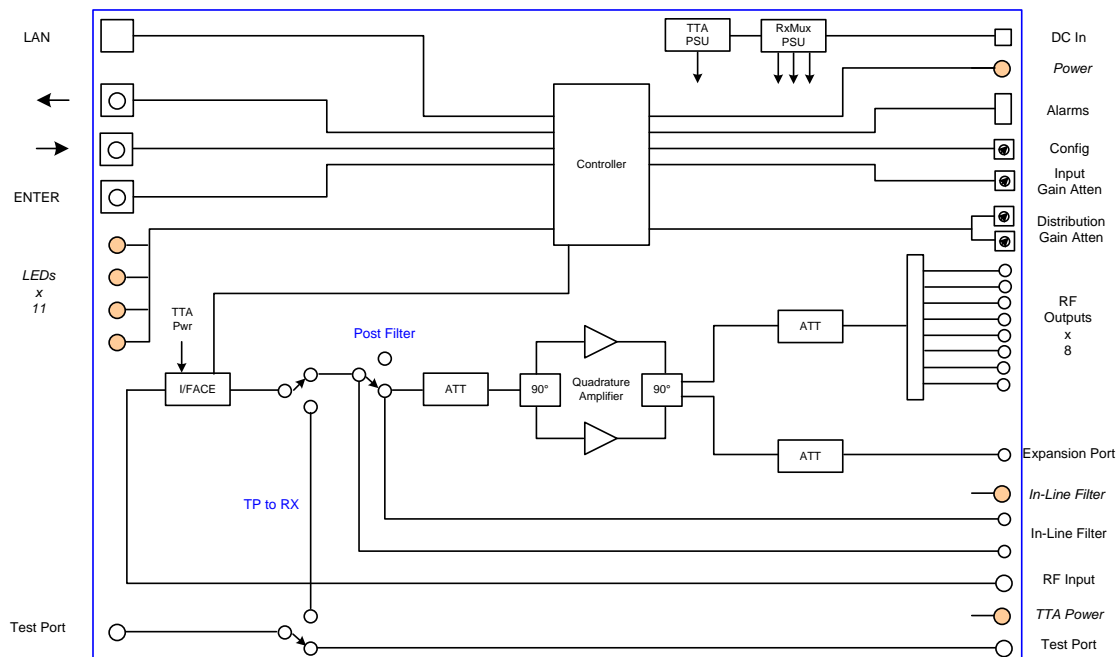 LAN
ENTER
LEDs
x
11
Test Port
TTA
PSU
RxMux
PSU
Controller
TTA
Pwr
I/FACE
Post Filter
TP to RX
ATT
90°
Quadrature
Amplifier
90°
ATT
ATT
DC In
Power
Alarms
Config
Input
Gain Atten
Distribution
Gain Atten
RF
Outputs
x
8
Expansion Port
In-Line Filter
In-Line Filter
RF Input
TTA Power
Test Port